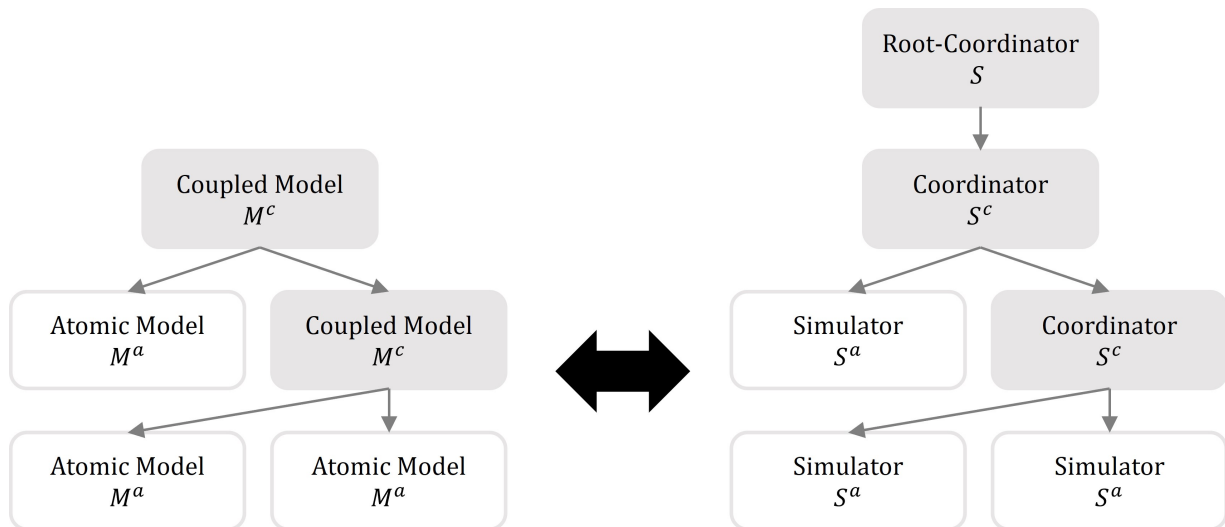 Root-Coordinator
S
Coupled Model
M^c
Coordinator
S^c
Atomic Model
M^a
Coupled Model
M^c
Simulator
S^a
Coordinator
S^c
Atomic Model
M^a
Atomic Model
M^a
Simulator
S^a
Simulator
S^a